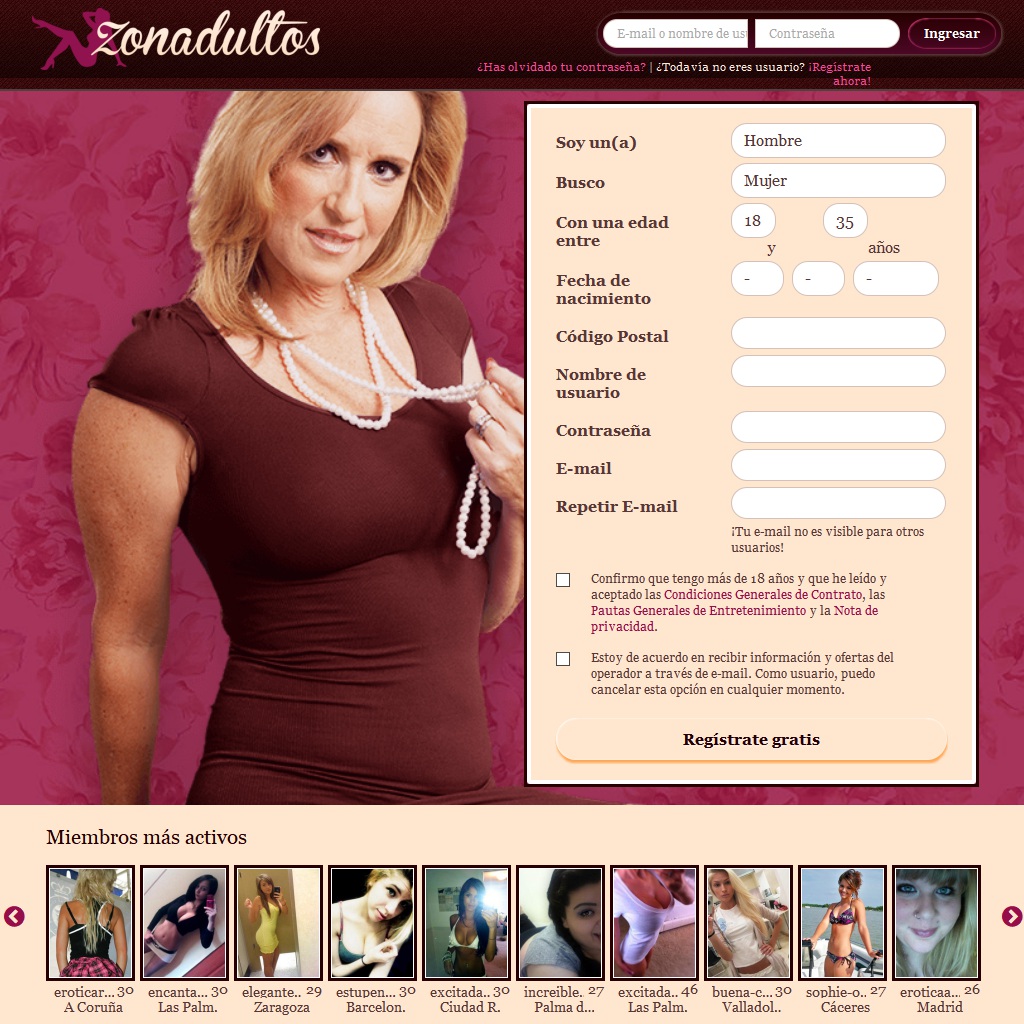 Zonadultos
E-mail o nombre de
Contraseña
Ingresar
¿Has olvidado tu contraseña? | ¿Todavía no eres usuario? ¡Regístrate
ahora!
Soy un(a)
Hombre
Busco
Mujer
Con una edad
entre
18
35
y
años
Fecha de
nacimiento
-
-
-
Código Postal
Nombre de
usuario
Contraseña
E-mail
Repetir E-mail
¡Tu e-mail no es visible para otros
usuarios!
Confirmo que tengo más de 18 años y que he leído y
aceptado las Condiciones Generales de Contrato, las
Pautas Generales de Entretenimiento y la Nota de
privacidad.
Estoy de acuerdo en recibir información y ofertas del
operador a través de e-mail. Como usuario, puedo
cancelar esta opción en cualquier momento.
Regístrate gratis
Miembros más activos
eroticar... 30
A Coruña
encanta... 30
Las Palm.
elegante.. 29
Zaragoza
estupen... 30
Barcelon.
excitada.. 30
Ciudad R.
increible.. 27
Palma d...
excitada.. 46
Las Palm.
buena-c... 30
Valladol..
sophie-o.. 27
Cáceres
eroticaa... 26
Madrid